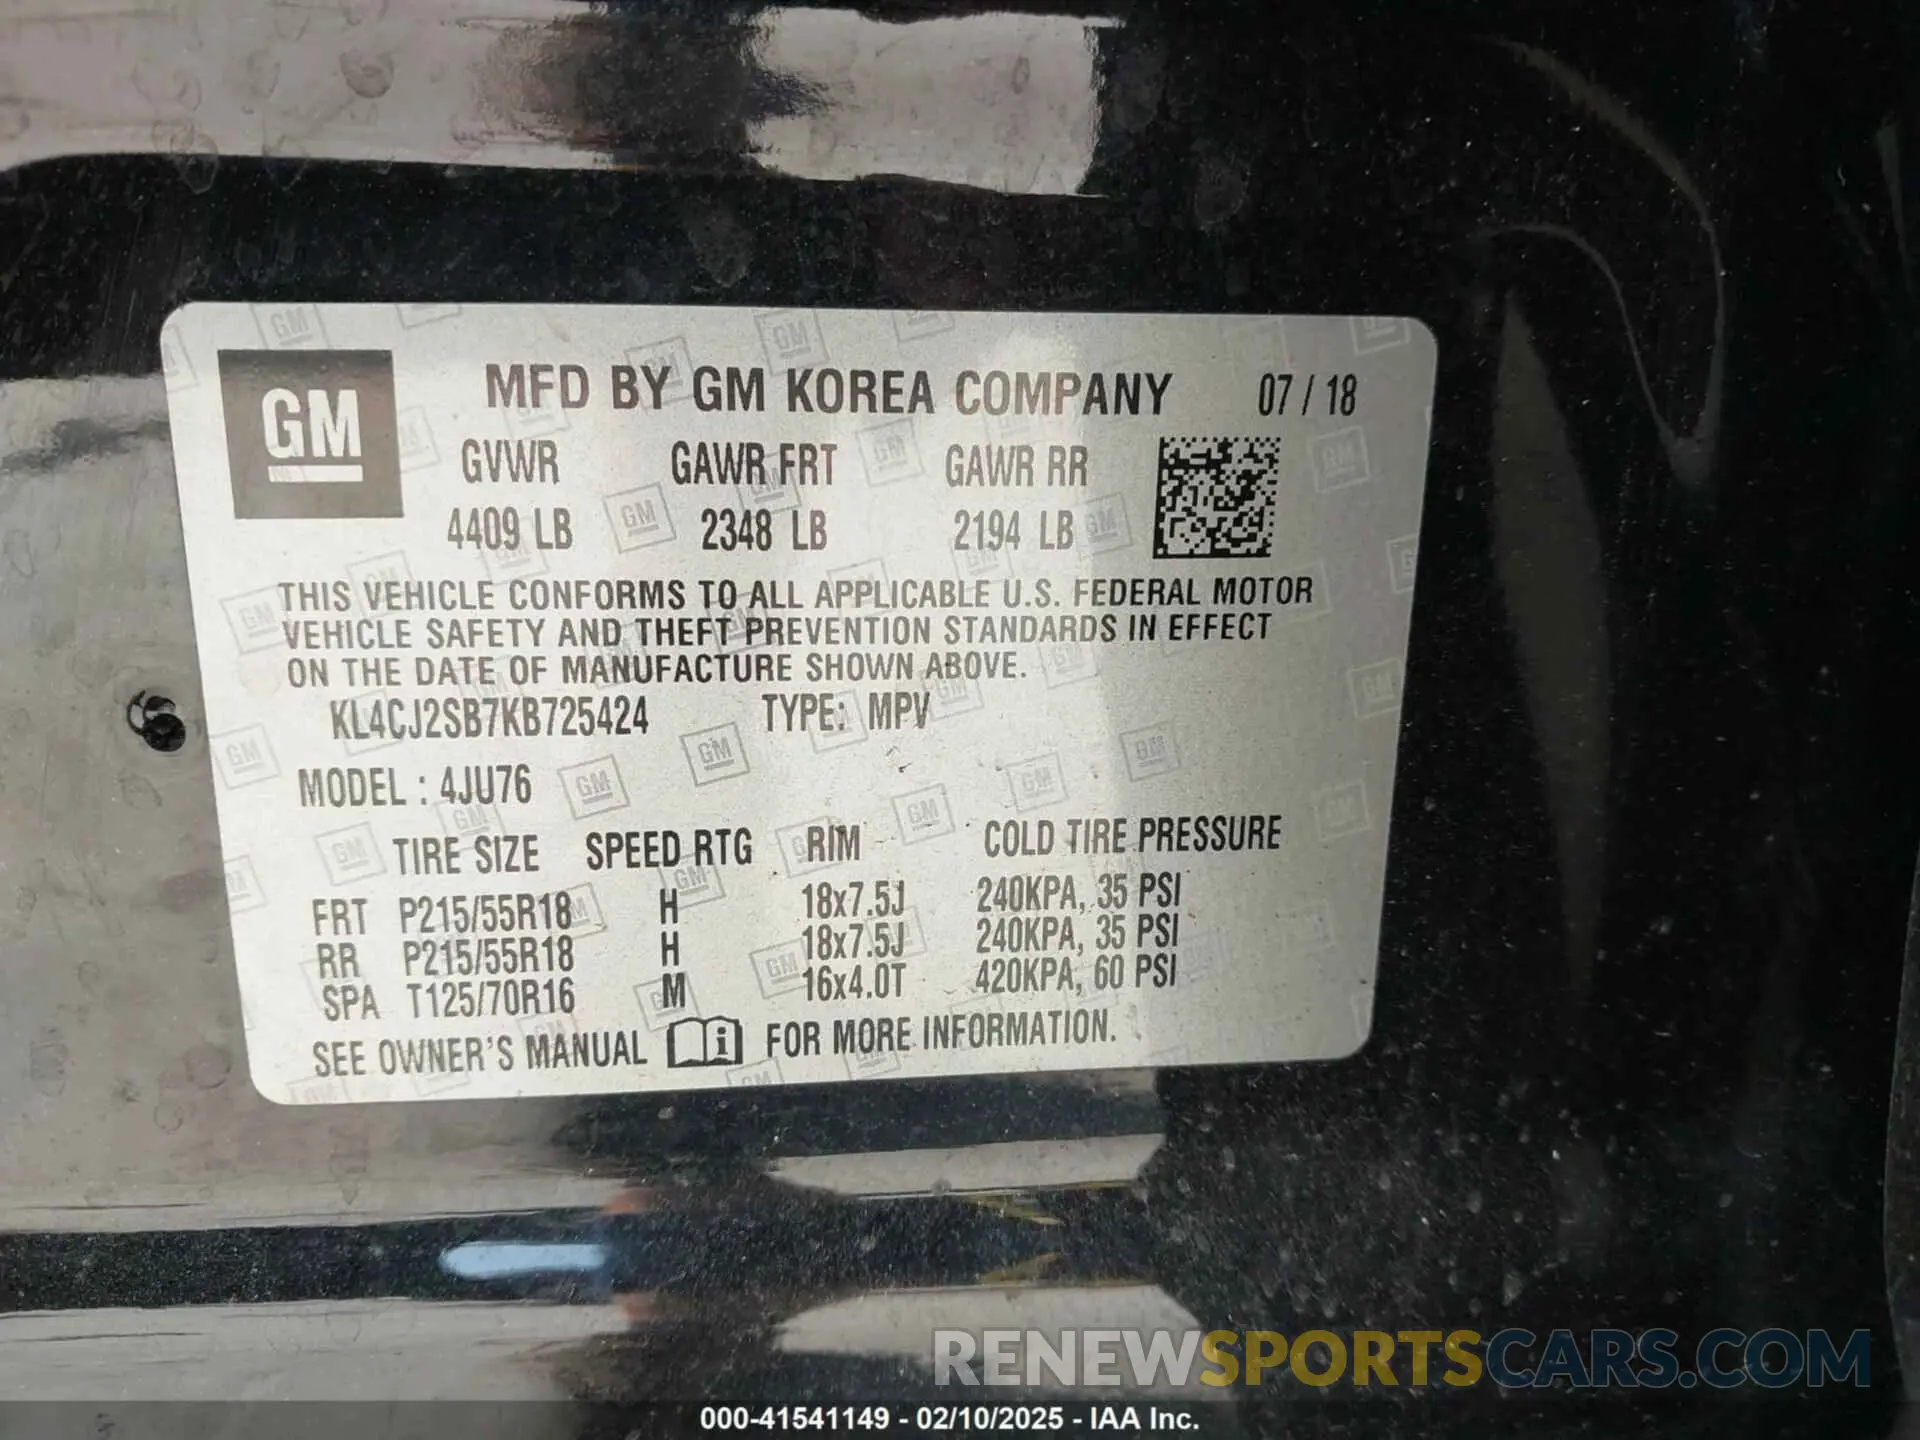 GM
MFD BY GM KOREA COMPANY 07 / 18
GVWR GAWR FRT GAWR RR
4409 LB 2348 LB 2194 LB
THIS VEHICLE CONFORMS TO ALL APPLICABLE U.S. FEDERAL MOTOR
VEHICLE SAFETY AND THEFT PREVENTION STANDARDS IN EFFECT
ON THE DATE OF MANUFACTURE SHOWN ABOVE.
KL4CJ2SB7KB725424 TYPE: MPV
MODEL : 4JU76
TIRE SIZE SPEED RTG RIM COLD TIRE PRESSURE
FRT P215/55R18 H 18x7.5J 240KPA, 35 PSI
RR P215/55R18 H 18x7.5J 240KPA, 35 PSI
SPA T125/70R16 M 16x4.0T 420KPA, 60 PSI
SEE OWNER'S MANUAL i FOR MORE INFORMATION.
RENEWSPORTSCARS.COM
000-41541149 - 02/10/2025 - IAA Inc.